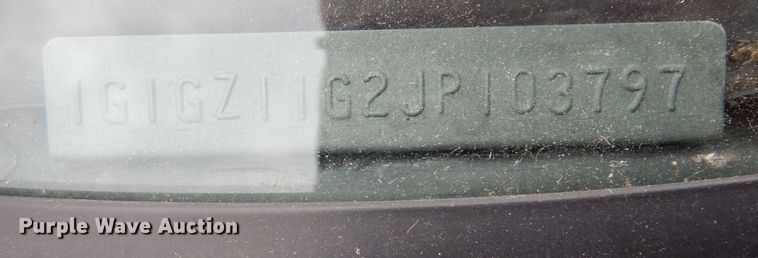 1G1GZ11G2JP103797
Purple Wave Auction